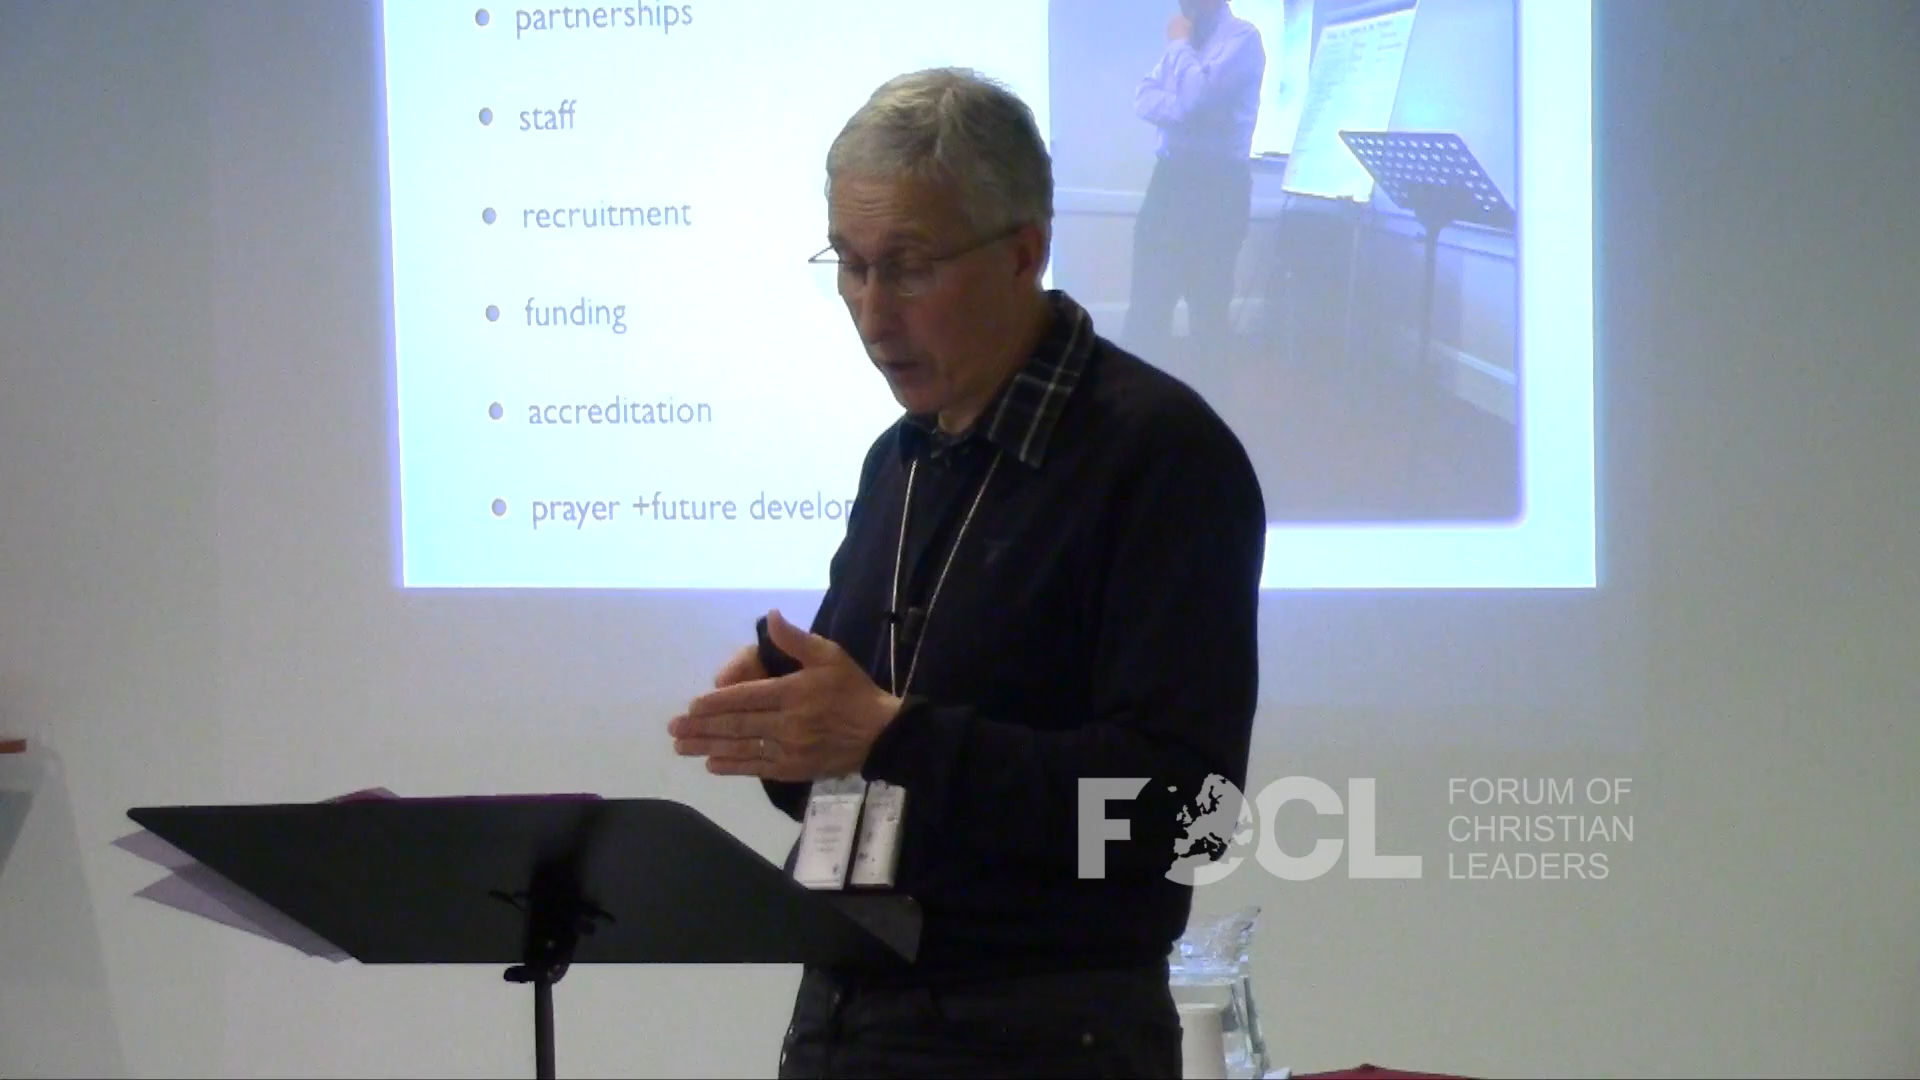 partnerships
staff
recruitment
funding
accreditation
prayer +future develop
FOCL
FORUM OF
CHRISTIAN
LEADERS